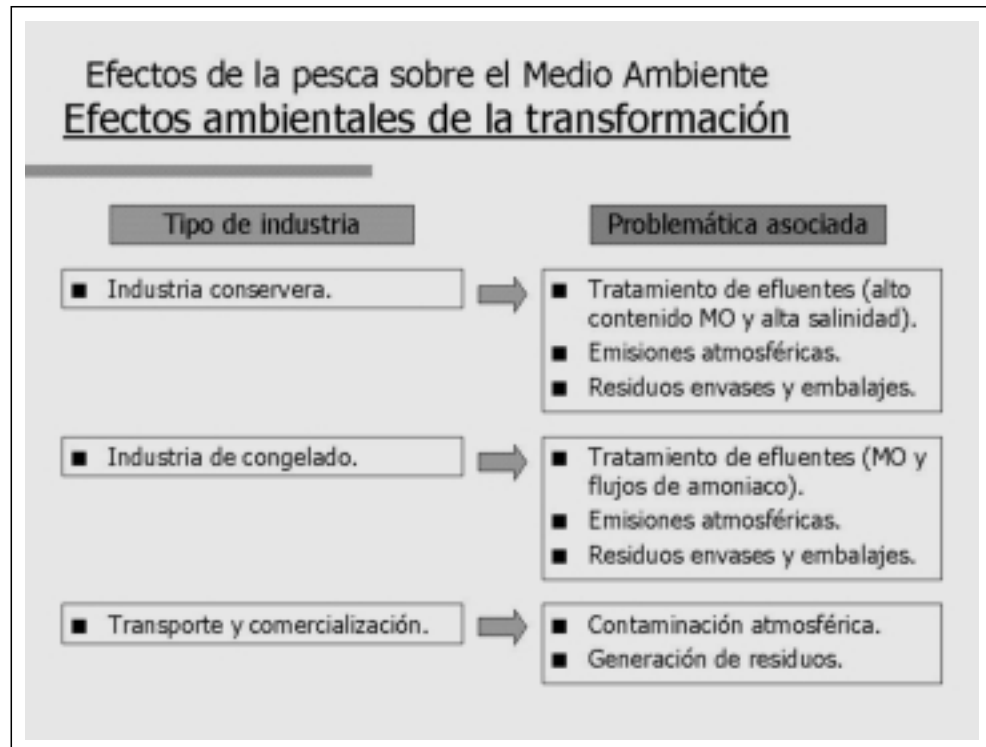 Efectos de la pesca sobre el Medio Ambiente
Efectos ambientales de la transformación
Tipo de industria
Problemática asociada
■ Industria conservera.
■ Tratamiento de efluentes (alto
contenido MO y alta salinidad).
■ Emisiones atmosféricas.
■ Residuos envases y embalajes.
■ Industria de congelado.
■ Tratamiento de efluentes (MO y
flujos de amoniaco).
■ Emisiones atmosféricas.
■ Residuos envases y embalajes.
■ Transporte y comercialización.
■ Contaminación atmosférica.
■ Generación de residuos.